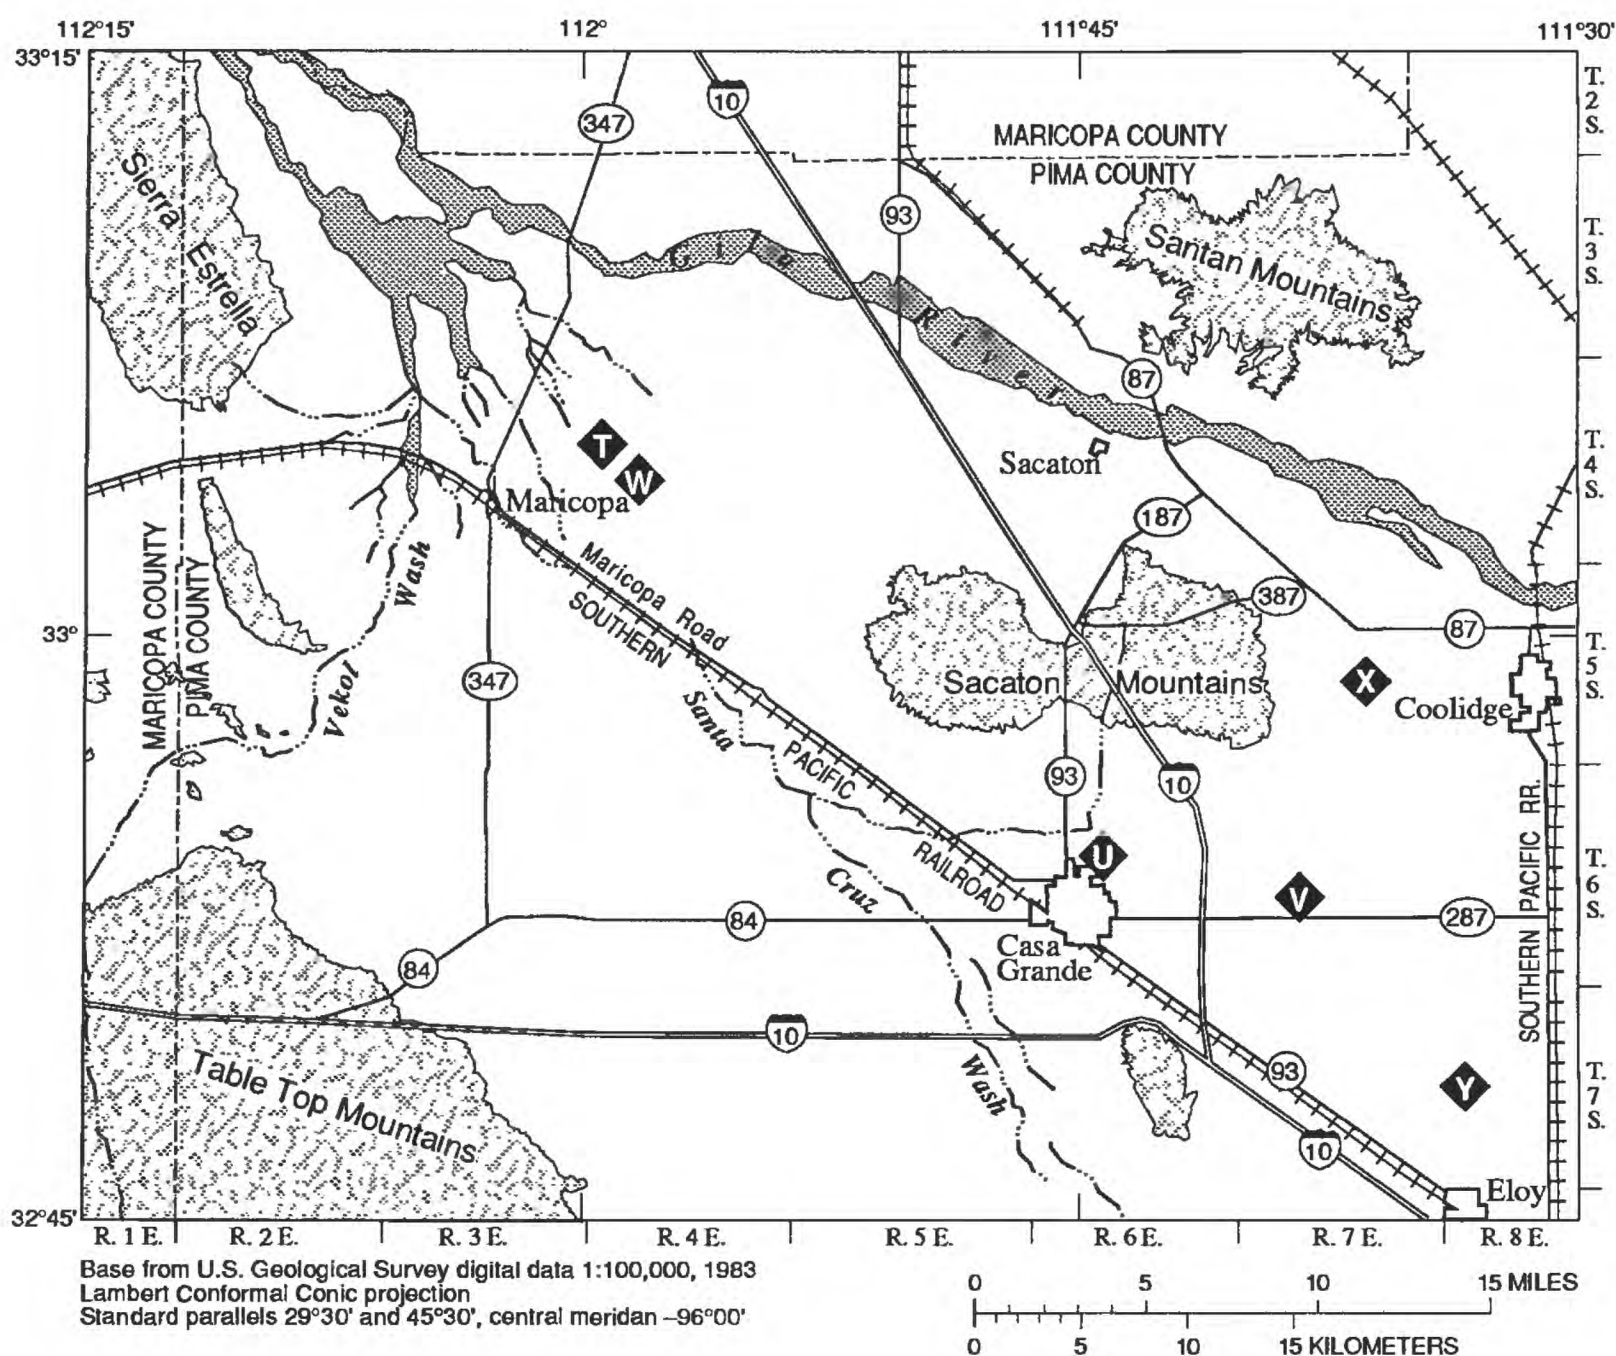 112°15'
112°
111°45'
111°30'
33°15'
T.
2
S.
10
347
MARICOPA COUNTY
PIMA COUNTY
93
Sierra Estrella
Santan Mountains
T.
3
S.
Gila River
87
T
W
Sacaton
T.
4
S.
Maricopa
187
MARICOPA COUNTY
PIMA COUNTY
Wash
Maricopa Road
SOUTHERN
387
33°
87
347
Vekol
Santa
Sacaton Mountains
X
Coolidge
T.
5
S.
PACIFIC
93
10
SOUTHERN PACIFIC RR.
U
RAILROAD
Cruz
V
T.
6
S.
84
287
84
Casa
Grande
10
Table Top Mountains
Wash
93
Y
T.
7
S.
10
Eloy
32°45'
R. 1 E.
R. 2 E.
R. 3 E.
R. 4 E.
R. 5 E.
R. 6 E.
R. 7 E.
R. 8 E.
Base from U.S. Geological Survey digital data 1:100,000, 1983
Lambert Conformal Conic projection
Standard parallels 29°30' and 45°30', central meridian –96°00'
0 5 10 15 MILES
0 5 10 15 KILOMETERS